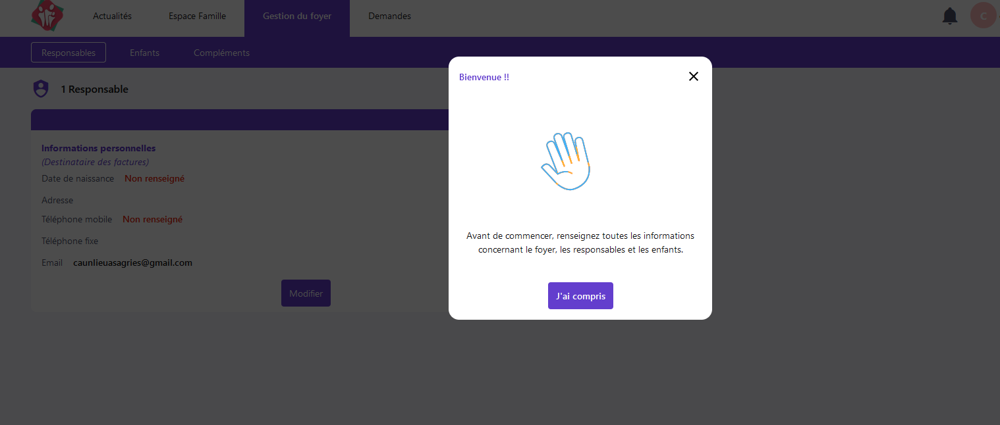 Actualités
Espace Famille
Gestion du foyer
Demandes
C
Responsables
Enfants
Compléments
1 Responsable
Informations personnelles
(Destinataire des factures)
Date de naissance Non renseigné
Adresse
Téléphone mobile Non renseigné
Téléphone fixe
Email caunlieuasagries@gmail.com
Modifier
Bienvenue !!
Avant de commencer, renseignez toutes les informations
concernant le foyer, les responsables et les enfants.
J'ai compris